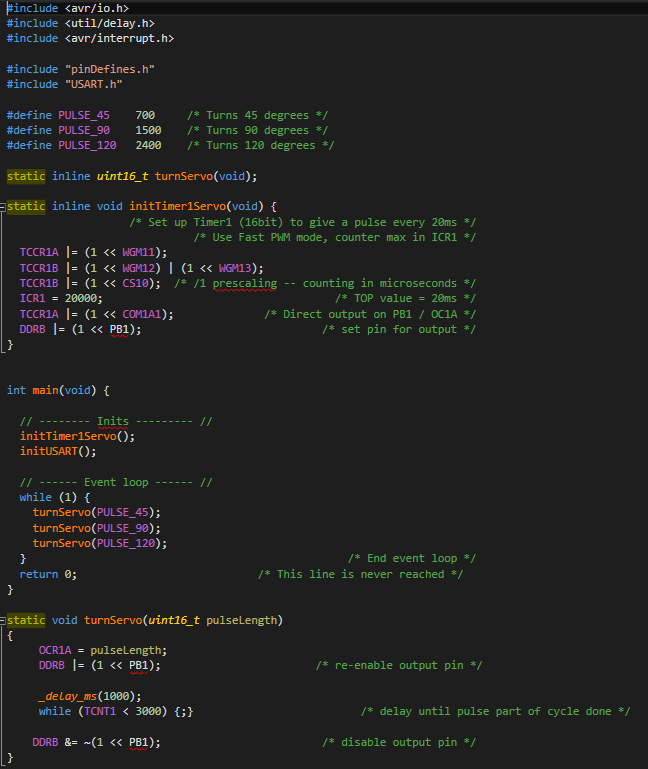 #include <avr/io.h>
#include <util/delay.h>
#include <avr/interrupt.h>
#include "pinDefines.h"
#include "USART.h"
#define PULSE_45    700     /* Turns 45 degrees */
#define PULSE_90    1500    /* Turns 90 degrees */
#define PULSE_120   2400    /* Turns 120 degrees */
static inline uint16_t turnServo(void);
static inline void initTimer1Servo(void) {
                   /* Set up Timer1 (16bit) to give a pulse every 20ms */
                             /* Use Fast PWM mode, counter max in ICR1 */
  TCCR1A |= (1 << WGM11);
  TCCR1B |= (1 << WGM12) | (1 << WGM13);
  TCCR1B |= (1 << CS10);  /* /1 prescaling -- counting in microseconds */
  ICR1 = 20000;                                    /* TOP value = 20ms */
  TCCR1A |= (1 << COM1A1);              /* Direct output on PB1 / OC1A */
  DDRB |= (1 << PB1);                            /* set pin for output */
}
int main(void) {
  // -------- Inits --------- //
  initTimer1Servo();
  initUSART();
  // ------ Event loop ------ //
  while (1) {
    turnServo(PULSE_45);
    turnServo(PULSE_90);
    turnServo(PULSE_120);
  }                                                  /* End event loop */
  return 0;                            /* This line is never reached */
}
static void turnServo(uint16_t pulseLength)
{
     OCR1A = pulseLength;
     DDRB |= (1 << PB1);                        /* re-enable output pin */
     _delay_ms(1000);
     while (TCNT1 < 3000) {;}                          /* delay until pulse part of cycle done */
    DDRB &= ~(1 << PB1);                         /* disable output pin */
}